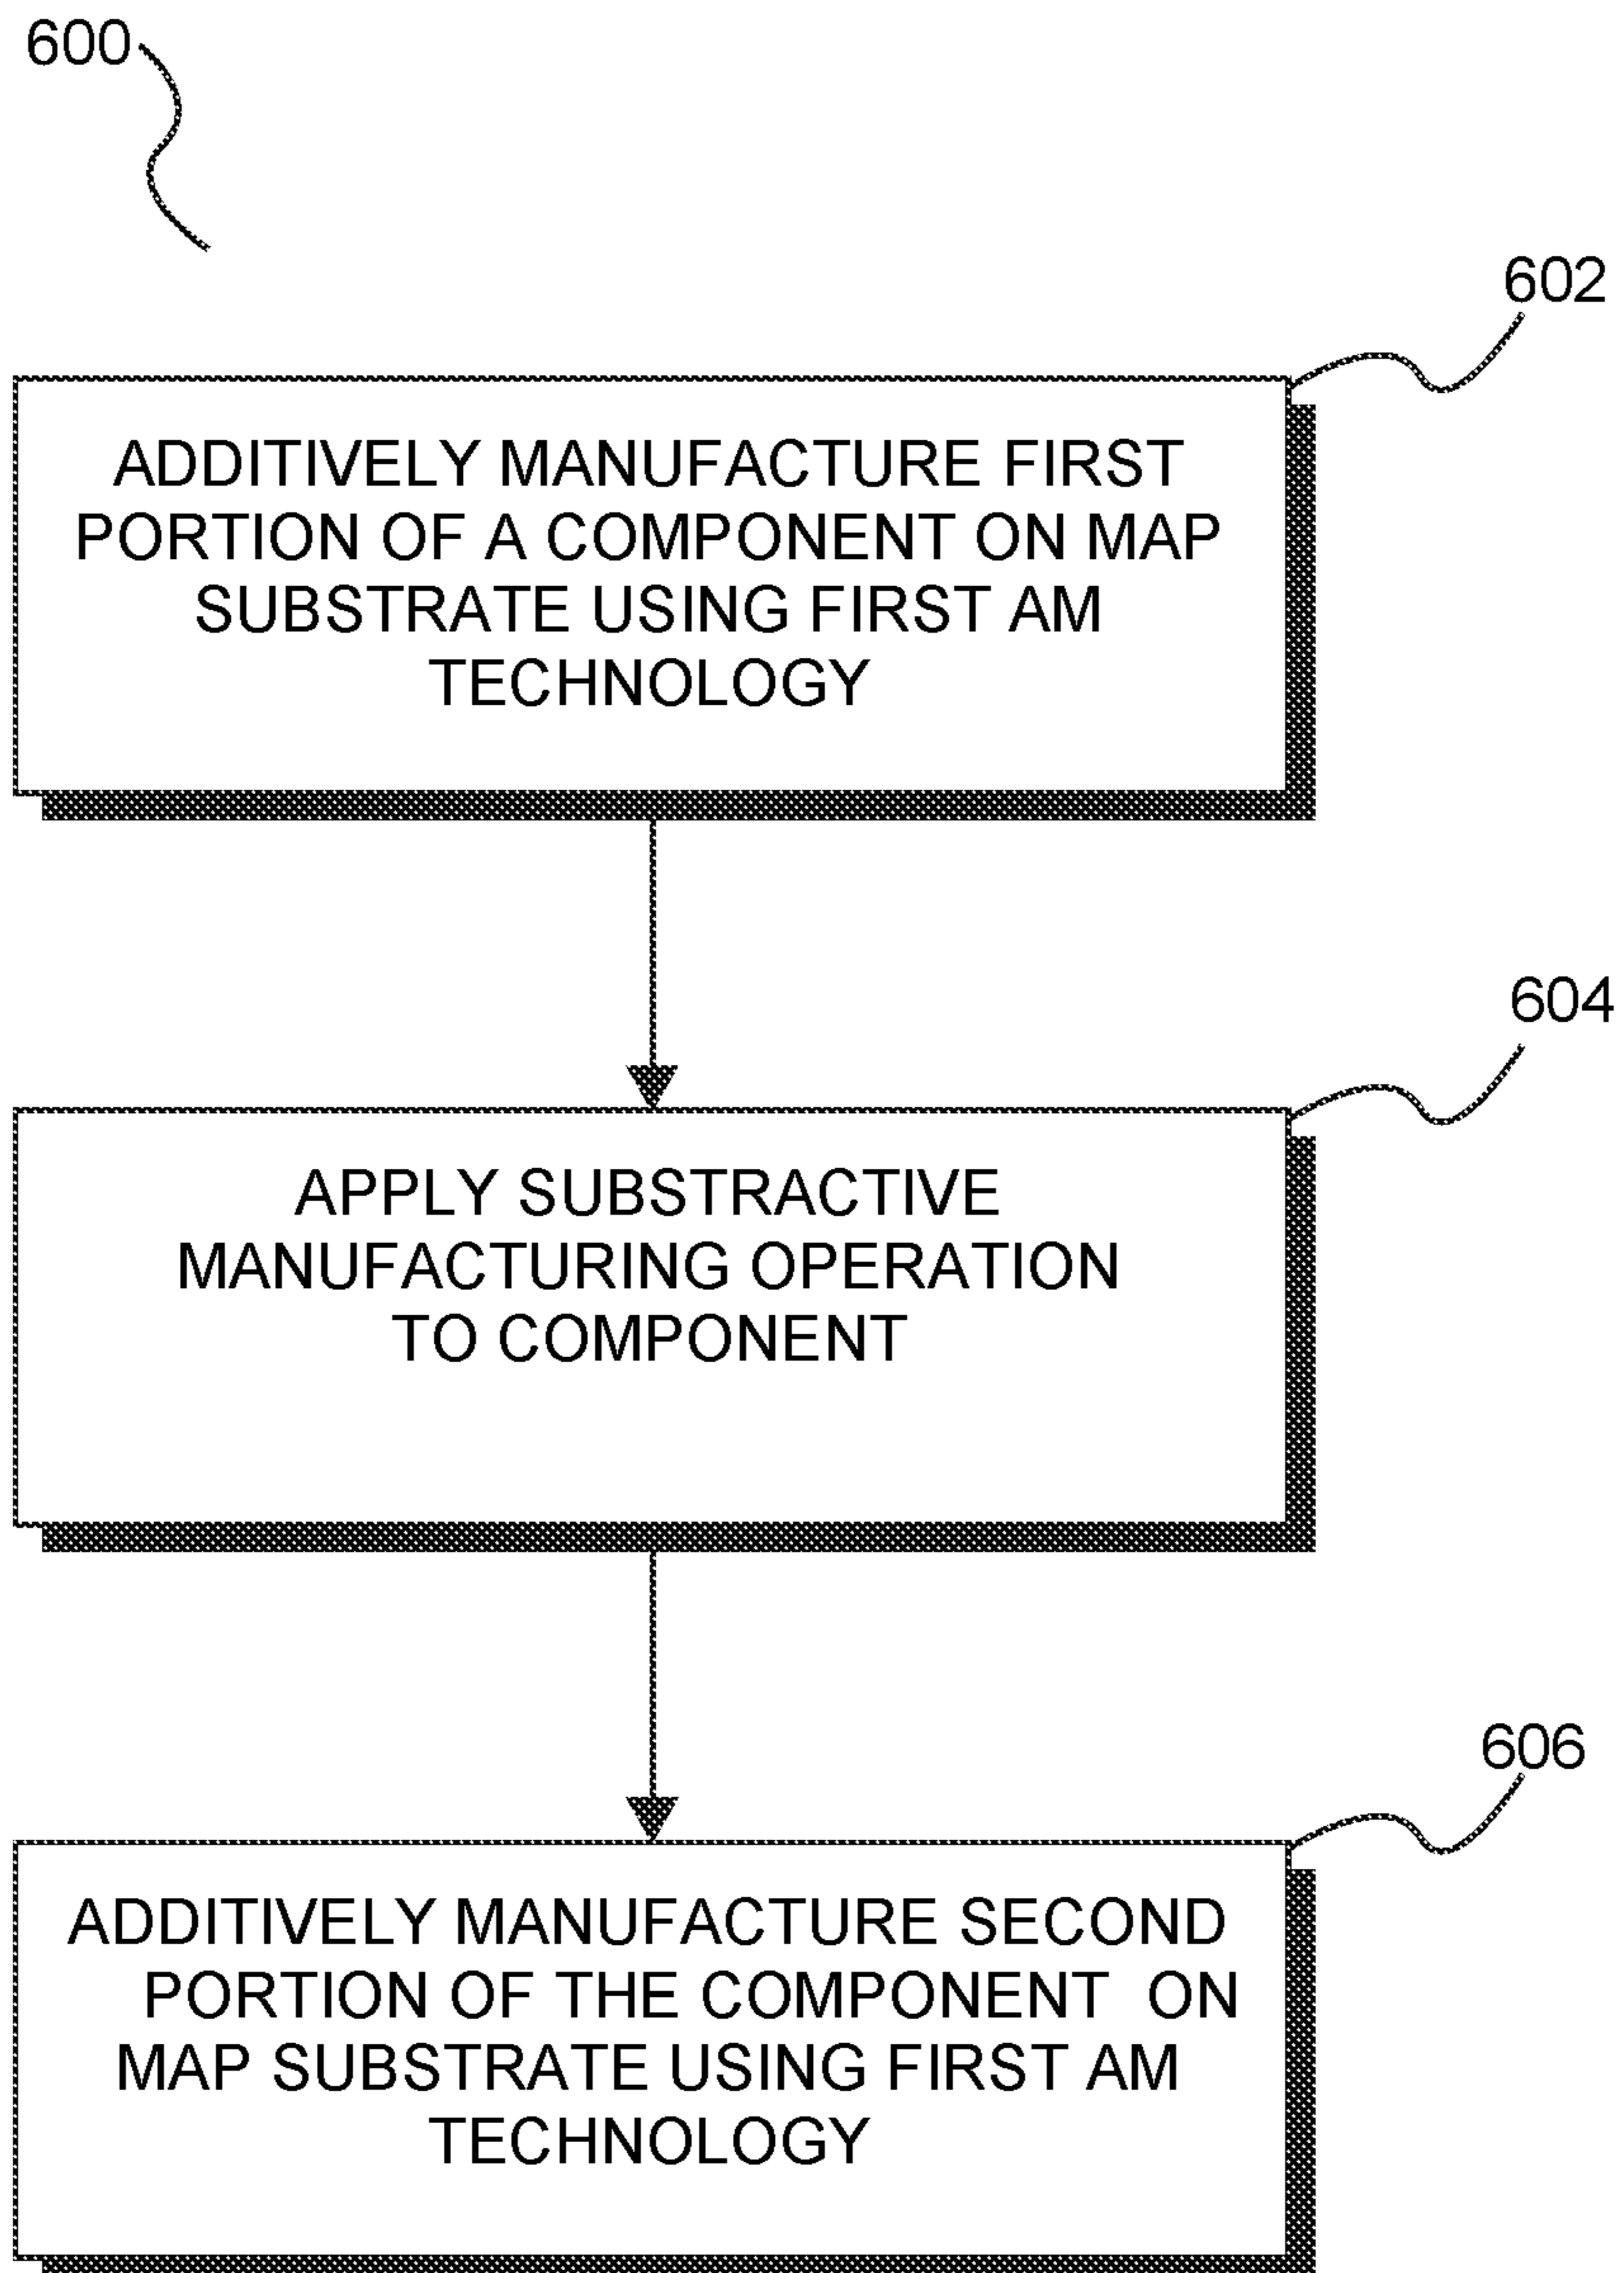 600
602
ADDITIVELY MANUFACTURE FIRST
PORTION OF A COMPONENT ON MAP
SUBSTRATE USING FIRST AM
TECHNOLOGY
604
APPLY SUBSTRACTIVE
MANUFACTURING OPERATION
TO COMPONENT
606
ADDITIVELY MANUFACTURE SECOND
PORTION OF THE COMPONENT ON
MAP SUBSTRATE USING FIRST AM
TECHNOLOGY